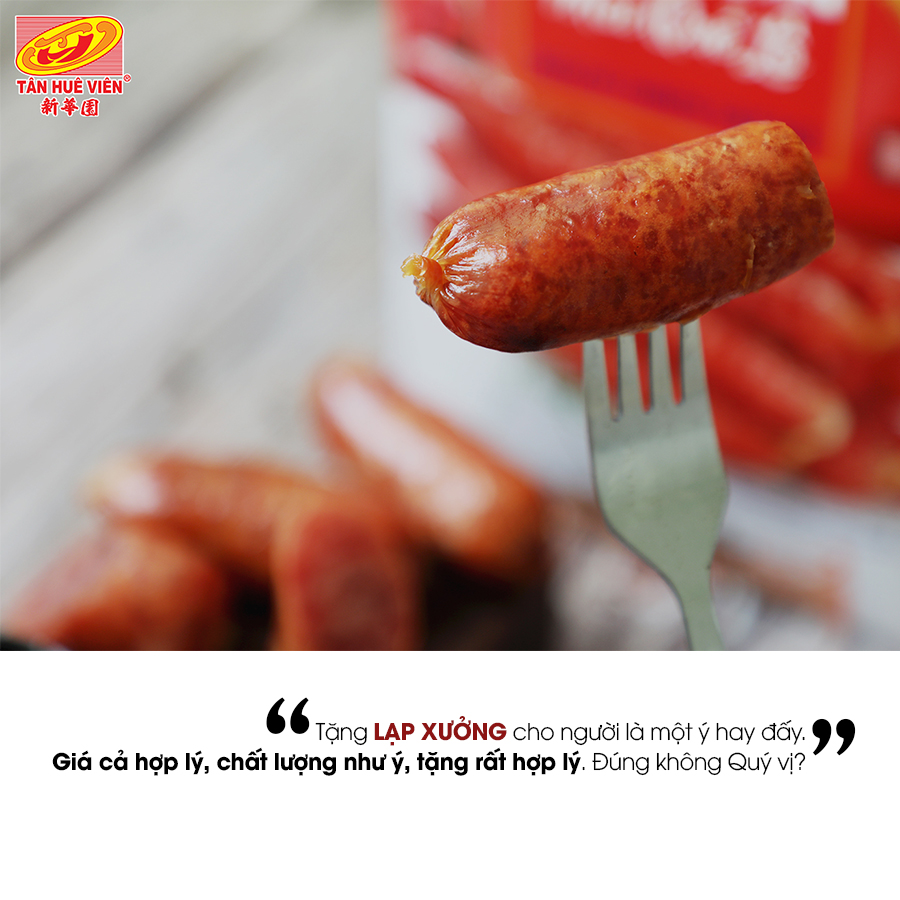 TÂN HUÊ VIÊN®
新華園
“Tặng LẠP XƯỞNG cho người là một ý hay đấy.
Giá cả hợp lý, chất lượng như ý, tặng rất hợp lý. Đúng không Quý vị?”